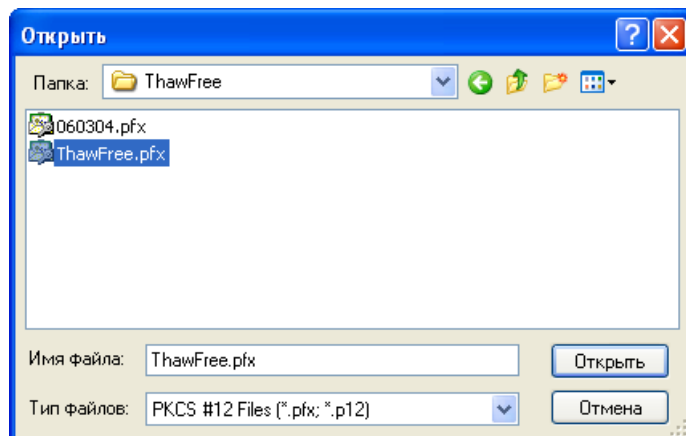 Открыть
Папка: ThawFree
060304.pfx
ThawFree.pfx
Имя файла: ThawFree.pfx Открыть
Тип файлов: PKCS #12 Files (*.pfx; *.p12) Отмена